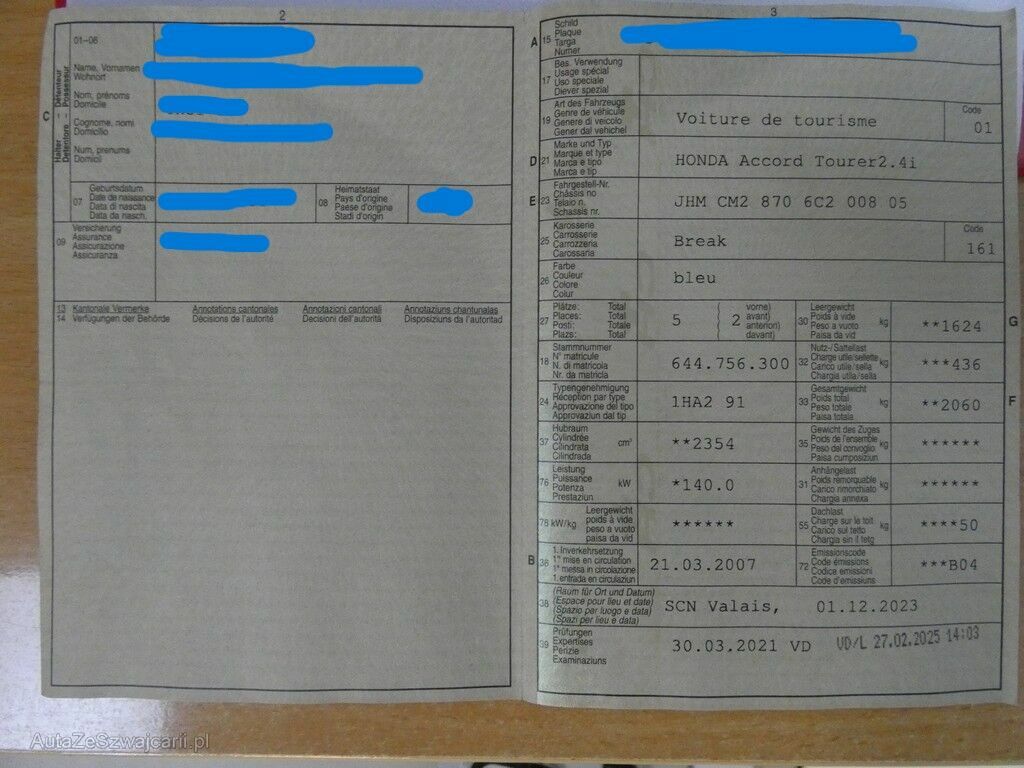 2
01-06
Name, Vornamen
Wohnort
Nom, prénoms
Domicile
Cognome, nomi
Domicilio
Num, prenums
Domicil
C
Halter Détenteur
Detentore Possessur
07
Geburtsdatum
Date de naissance
Data di nascita
Data da nasch.
08
Heimatstaat
Pays d'origine
Paese d'origine
Stadi d'origin
09
Versicherung
Assurance
Assicurazione
Assicuranza
13 Kantonale Vermerke Annotations cantonales Annotazioni cantonali Annotaziuns chantunalas
14 Verfügungen der Behörde Décisions de l'autorité Decisioni dell'autorità Disposiziuns da l'autoritad
3
A 15
Schild
Plaque
Targa
Numer
17
Bes. Verwendung
Usage spécial
Uso speciale
Diever spezial
19
Art des Fahrzeugs
Genre de véhicule
Genere di veicolo
Gener dal vehichel
Voiture de tourisme
Code
01
D 21
Marke und Typ
Marque et type
Marca e tipo
Marca e tip
HONDA Accord Tourer2.4i
E 23
Fahrgestell-Nr.
Châssis no
Telaio n.
Schassis nr.
JHM CM2 870 6C2 008 05
25
Karosserie
Carrosserie
Carrozzeria
Carossaria
Break
Code
161
26
Farbe
Couleur
Colore
Colur
bleu
27
Plätze: Total
Places: Total
Posti: Totale
Plazs: Total
5
( 2
vorne)
avant)
anteriori)
davant)
30
Leergewicht
Poids à vide
Peso a vuoto
Paisa da vid
kg
**1624
G
18
Stammnummer
N° matricule
N. di matricola
Nr. da matricla
644.756.300
32
Nutz-/Sattellast
Charge utile/sellette
Carico utile/sella
Chargia utila/sella
kg
***436
24
Typengenehmigung
Réception par type
Approvazione del tipo
Approvaziun dal tip
1HA2 91
33
Gesamtgewicht
Poids total
Peso totale
Paisa totala
kg
**2060
F
37
Hubraum
Cylindrée
Cilindrata
Cilindrada
cm³
**2354
35
Gewicht des Zuges
Poids de l'ensemble
Peso del convoglio
Paisa cumposiziun
kg
******
76
Leistung
Puissance
Potenza
Prestaziun
kW
*140.0
31
Anhängelast
Poids remorquable
Carico rimorchiato
Chargia annexa
kg
******
78 kW/kg
Leergewicht
poids à vide
peso a vuoto
paisa da vid
******
55
Dachlast
Charge sur le toit
Carico sul tetto
Chargia sin il tetg
kg
****50
B 36
1. Inverkehrsetzung
1re mise en circulation
1a messa in circolazione
1. entrada en circulaziun
21.03.2007
72
Emissionscode
Code émissions
Codice emissioni
Code d'emissiuns
***B04
38
(Raum für Ort und Datum)
(Espace pour lieu et date)
(Spazio per luogo e data)
(Spazi per lieu e data)
SCN Valais, 01.12.2023
39
Prüfungen
Expertises
Perizie
Examinaziuns
30.03.2021 VD
VD/L 27.02.2025 14:03
AutaZeSzwajcarii.pl